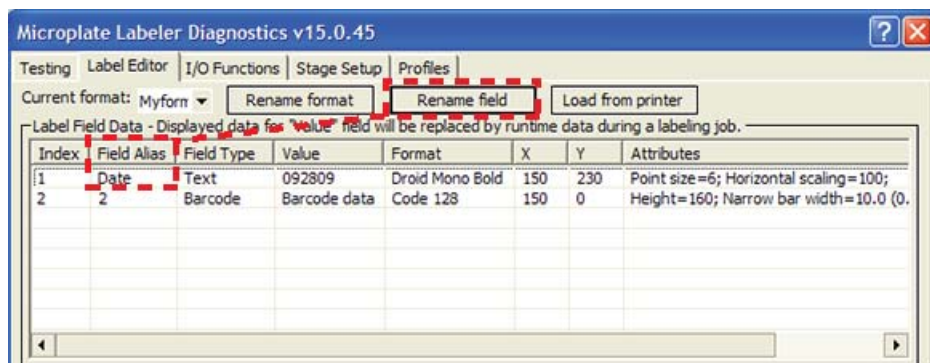 Microplate Labeler Diagnostics v15.0.45
Testing Label Editor I/O Functions Stage Setup Profiles
Current format: Myform Rename format Rename field Load from printer
Label Field Data - Displayed data for "Value" field will be replaced by runtime data during a labeling job.
Index Field Alias Field Type Value Format X Y Attributes
1 Date Text 092809 Droid Mono Bold 150 230 Point size=6; Horizontal scaling=100;
2 2 Barcode Barcode data Code 128 150 0 Height=160; Narrow bar width=10.0 (0.